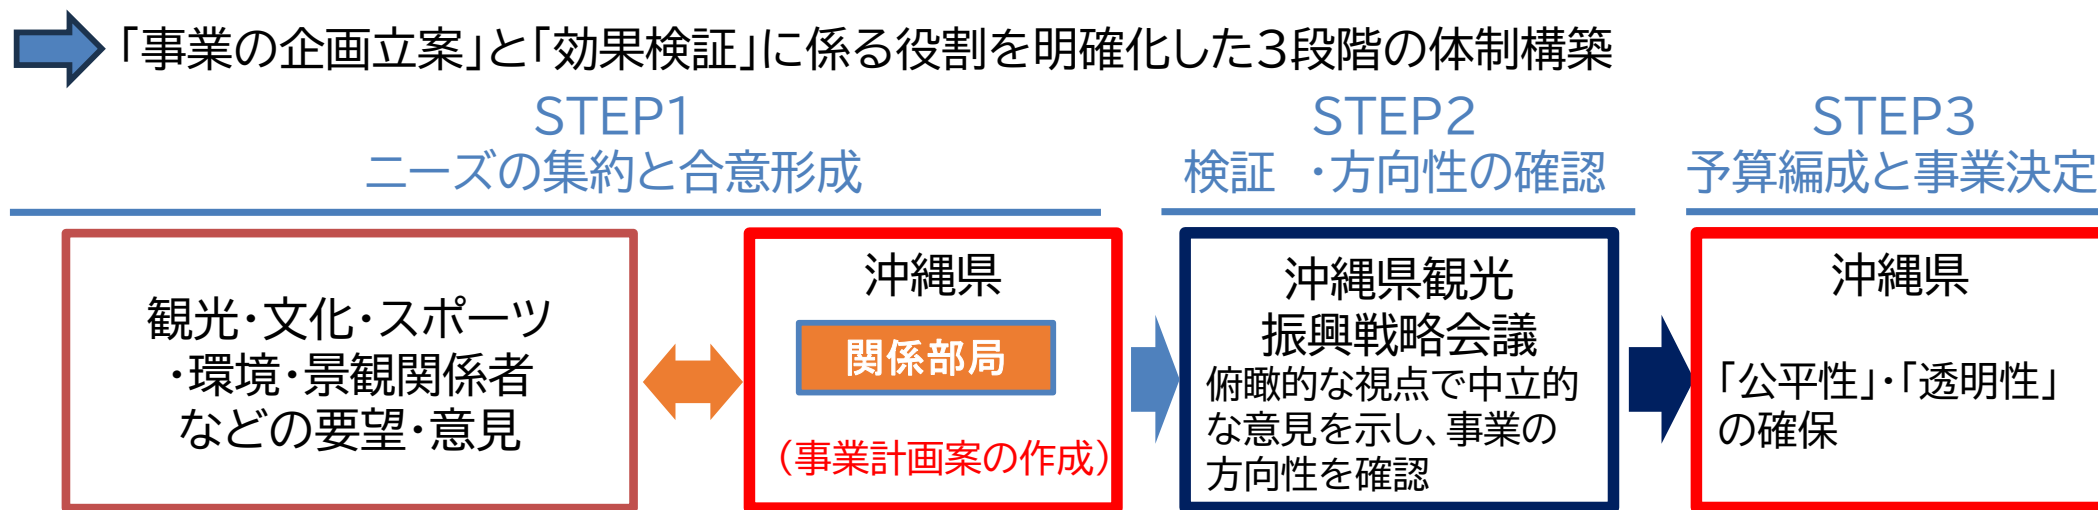 「事業の企画立案」と「効果検証」に係る役割を明確化した３段階の体制構築
STEP1
ニーズの集約と合意形成
STEP2
検証　・方向性の確認
STEP3
予算編成と事業決定
観光・文化・スポーツ
・環境・景観関係者
などの要望・意見
沖縄県
関係部局
（事業計画案の作成）
沖縄県観光
振興戦略会議
俯瞰的な視点で中立的
な意見を示し、事業の
方向性を確認
沖縄県
「公平性」・「透明性」
の確保